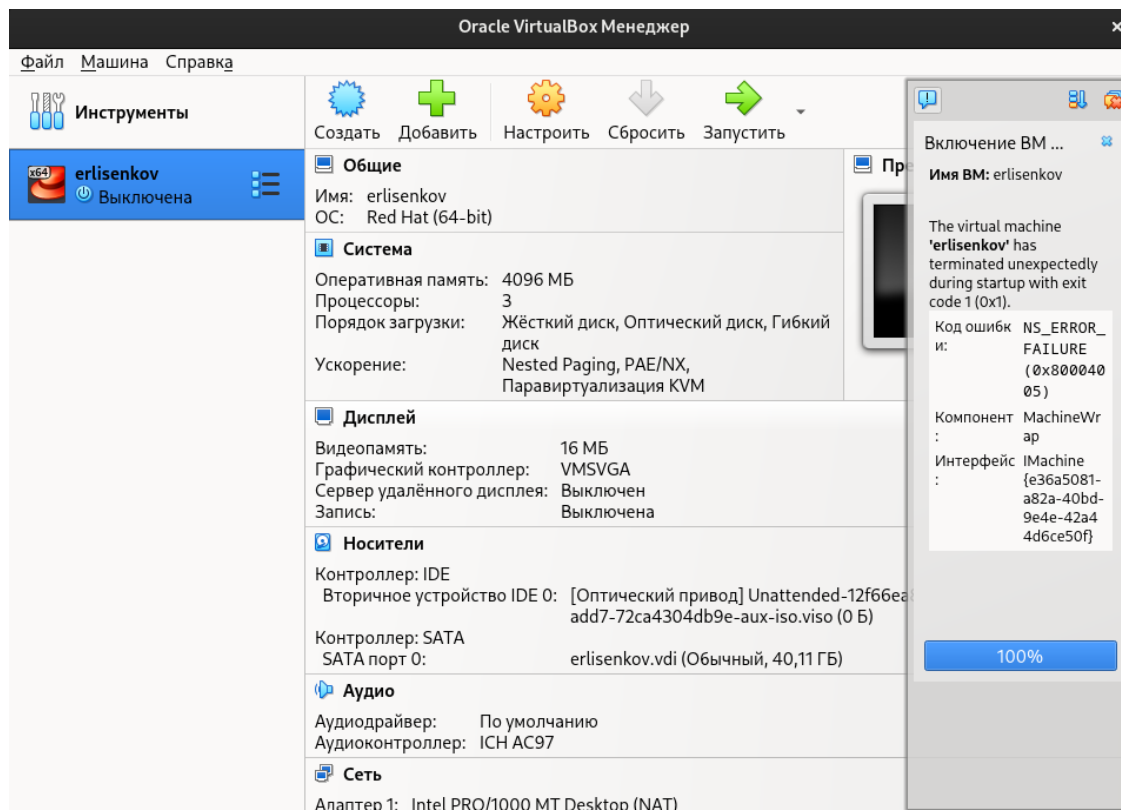 Oracle VirtualBox Менеджер
Файл Машина Справка
Инструменты
Создать Добавить Настроить Сбросить Запустить
x64
erlisenkov
Выключена
Общие
Имя: erlisenkov
ОС: Red Hat (64-bit)
Система
Оперативная память: 4096 МБ
Процессоры: 3
Порядок загрузки: Жёсткий диск, Оптический диск, Гибкий
диск
Ускорение: Nested Paging, PAE/NX,
Паравиртуализация KVM
Дисплей
Видеопамять: 16 МБ
Графический контроллер: VMSVGA
Сервер удалённого дисплея: Выключен
Запись: Выключена
Носители
Контроллер: IDE
Вторичное устройство IDE 0: [Оптический привод] Unattended-12f66ea
add7-72ca4304db9e-aux-iso.viso (0 Б)
Контроллер: SATA
SATA порт 0: erlisenkov.vdi (Обычный, 40,11 ГБ)
Аудио
Аудиодрайвер: По умолчанию
Аудиоконтроллер: ICH AC97
Сеть
Адаптер 1: Intel PRO/1000 MT Desktop (NAT)
Пре
Включение ВМ ...
Имя ВМ: erlisenkov
The virtual machine
'erlisenkov' has
terminated unexpectedly
during startup with exit
code 1 (0x1).
Код ошибк NS_ERROR_
и: FAILURE
(0x800040
05)
Компонент MachineWr
: ap
Интерфейс IMachine
: {e36a5081-
a82a-40bd-
9e4e-42a4
4d6ce50f}
100%